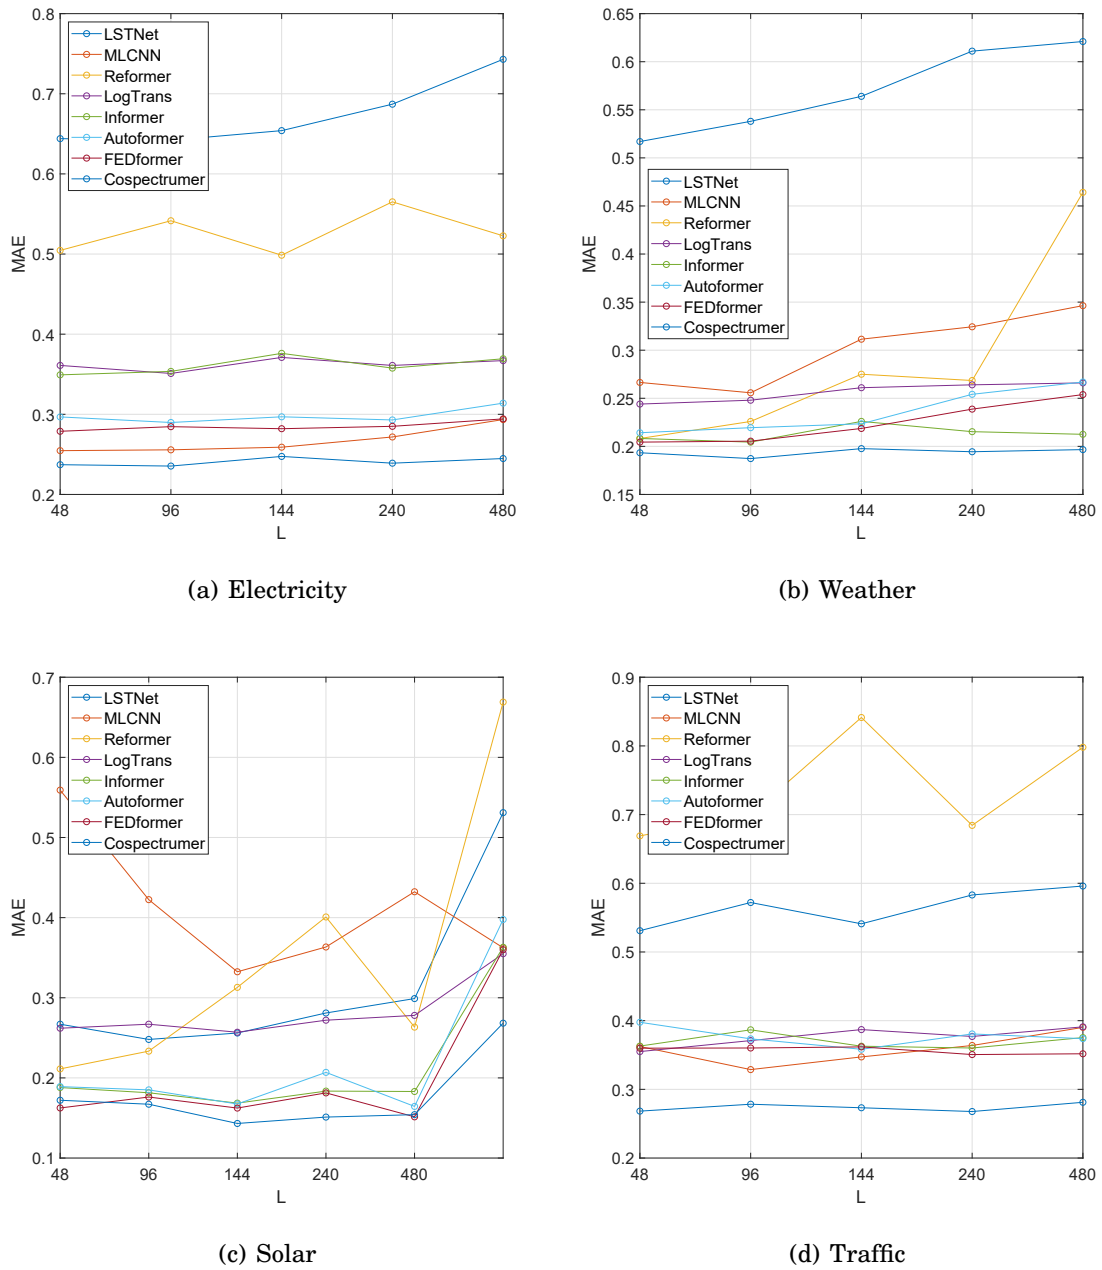 0.8
0.7
0.6
0.5
0.4
0.3
0.2
MAE
48 96 144 240 480
L
LSTNet
MLCNN
Reformer
LogTrans
Informer
Autoformer
FEDformer
Cospectrumer
(a) Electricity
0.65
0.6
0.55
0.5
0.45
0.4
0.35
0.3
0.25
0.2
0.15
MAE
48 96 144 240 480
L
LSTNet
MLCNN
Reformer
LogTrans
Informer
Autoformer
FEDformer
Cospectrumer
(b) Weather
0.7
0.6
0.5
0.4
0.3
0.2
0.1
MAE
48 96 144 240 480
L
LSTNet
MLCNN
Reformer
LogTrans
Informer
Autoformer
FEDformer
Cospectrumer
(c) Solar
0.9
0.8
0.7
0.6
0.5
0.4
0.3
0.2
MAE
48 96 144 240 480
L
LSTNet
MLCNN
Reformer
LogTrans
Informer
Autoformer
FEDformer
Cospectrumer
(d) Traffic